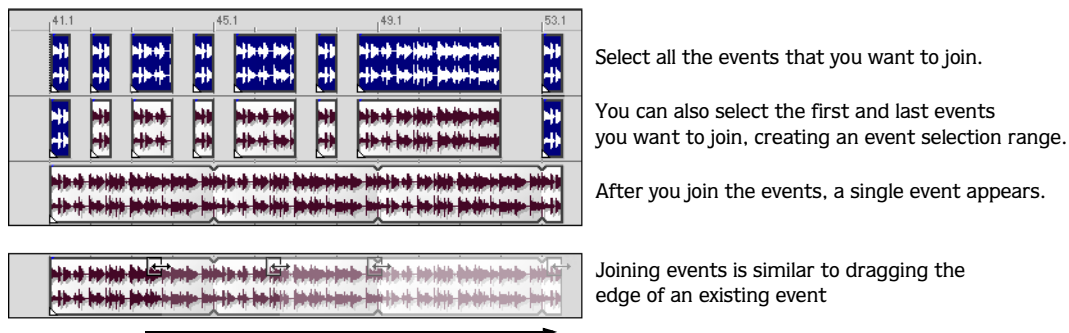 41.1 45.1 49.1 53.1
Select all the events that you want to join.
You can also select the first and last events
you want to join, creating an event selection range.
After you join the events, a single event appears.
Joining events is similar to dragging the
edge of an existing event